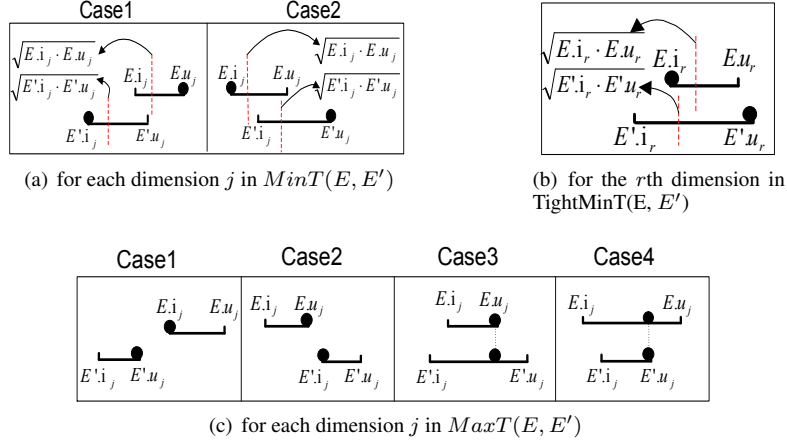 Case1 Case2
√E.i_j · E.u_j √E.i_j · E.u_j
E.i_j E.u_j E.i_j E.u_j
√E'.i_j · E'.u_j √E'.i_j · E'.u_j
E'.i_j E'.u_j E'.i_j E'.u_j
(a) for each dimension j in MinT(E, E′)
√E.i_r · E.u_r
E.i_r E.u_r
√E'.i_r · E'.u_r
E'.i_r E'.u_r
(b) for the rth dimension in
TightMinT(E, E′)
Case1 Case2 Case3 Case4
E.i_j E.u_j E.i_j E.u_j E.i_j E.u_j E.i_j E.u_j
E'.i_j E'.u_j E'.i_j E'.u_j E'.i_j E'.u_j E'.i_j E'.u_j
(c) for each dimension j in MaxT(E, E′)